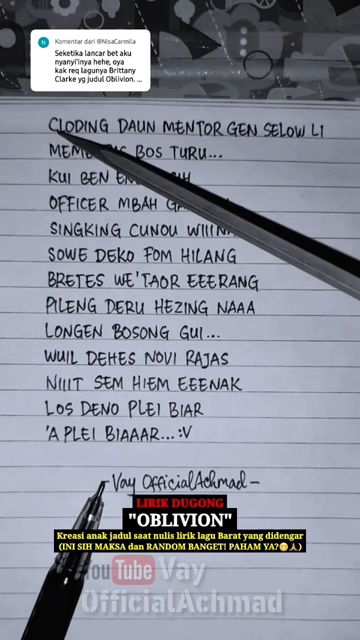 Komentar dari @NisaCarmila
Seketika lancar bet aku
nyanyi'inya hehe, oya
kak req lagunya Brittany
Clarke yg judul Oblivion. ...
CLODING DAUN MENTOR GEN SELOW LI
BOS TURU...
KUI BEN
OFFICER MBAH
SINGKING CUNOU
SOWE DEKO FOM HILANG
BRETES WE'TAOR EEERANG
PILENG DERU HEZING NAAA
LONGEN BOSONG GUI...
WUIL DEHES NOVI RAJAS
NIIIT SEM HIEM EEENAK
LOS DENO PLEI BIAR
'A PLEI BIAAAR...:V
- Vay OfficialAchmad -
LIRIK DUGONG
"OBLIVION"
Kreasi anak jadul saat nulis lirik lagu Barat yang didengar
(INI SIH MAKSA dan RANDOM BANGET! PAHAM YA?😁🙏)
YouTube Vay
OfficialAchmad